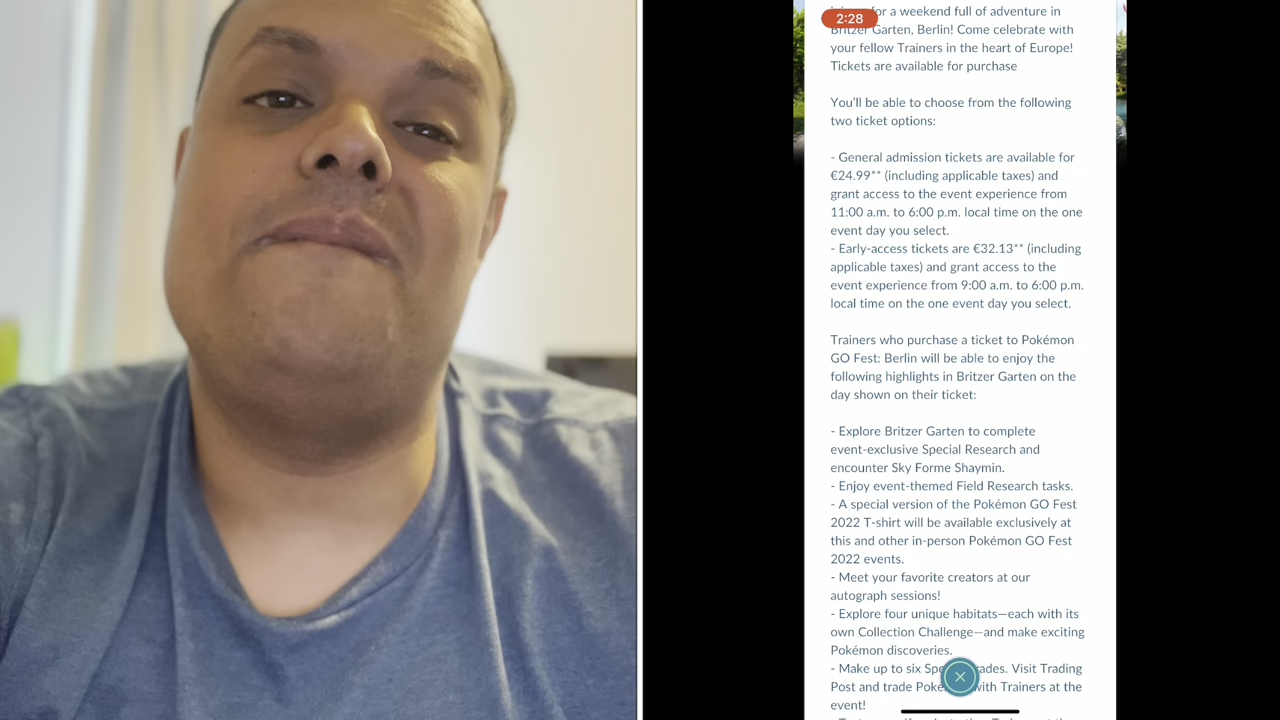 for a weekend full of adventure in
2:28
Britzer Garten, Berlin! Come celebrate with
your fellow Trainers in the heart of Europe!
Tickets are available for purchase
You'll be able to choose from the following
two ticket options:
- General admission tickets are available for
€24.99** (including applicable taxes) and
grant access to the event experience from
11:00 a.m. to 6:00 p.m. local time on the one
event day you select.
- Early-access tickets are €32.13** (including
applicable taxes) and grant access to the
event experience from 9:00 a.m. to 6:00 p.m.
local time on the one event day you select.
Trainers who purchase a ticket to Pokémon
GO Fest: Berlin will be able to enjoy the
following highlights in Britzer Garten on the
day shown on their ticket:
- Explore Britzer Garten to complete
event-exclusive Special Research and
encounter Sky Forme Shaymin.
- Enjoy event-themed Field Research tasks.
- A special version of the Pokémon GO Fest
2022 T-shirt will be available exclusively at
this and other in-person Pokémon GO Fest
2022 events.
- Meet your favorite creators at our
autograph sessions!
- Explore four unique habitats—each with its
own Collection Challenge—and make exciting
Pokémon discoveries.
- Make up to six Spe rades. Visit Trading
Post and trade Poké with Trainers at the
event!